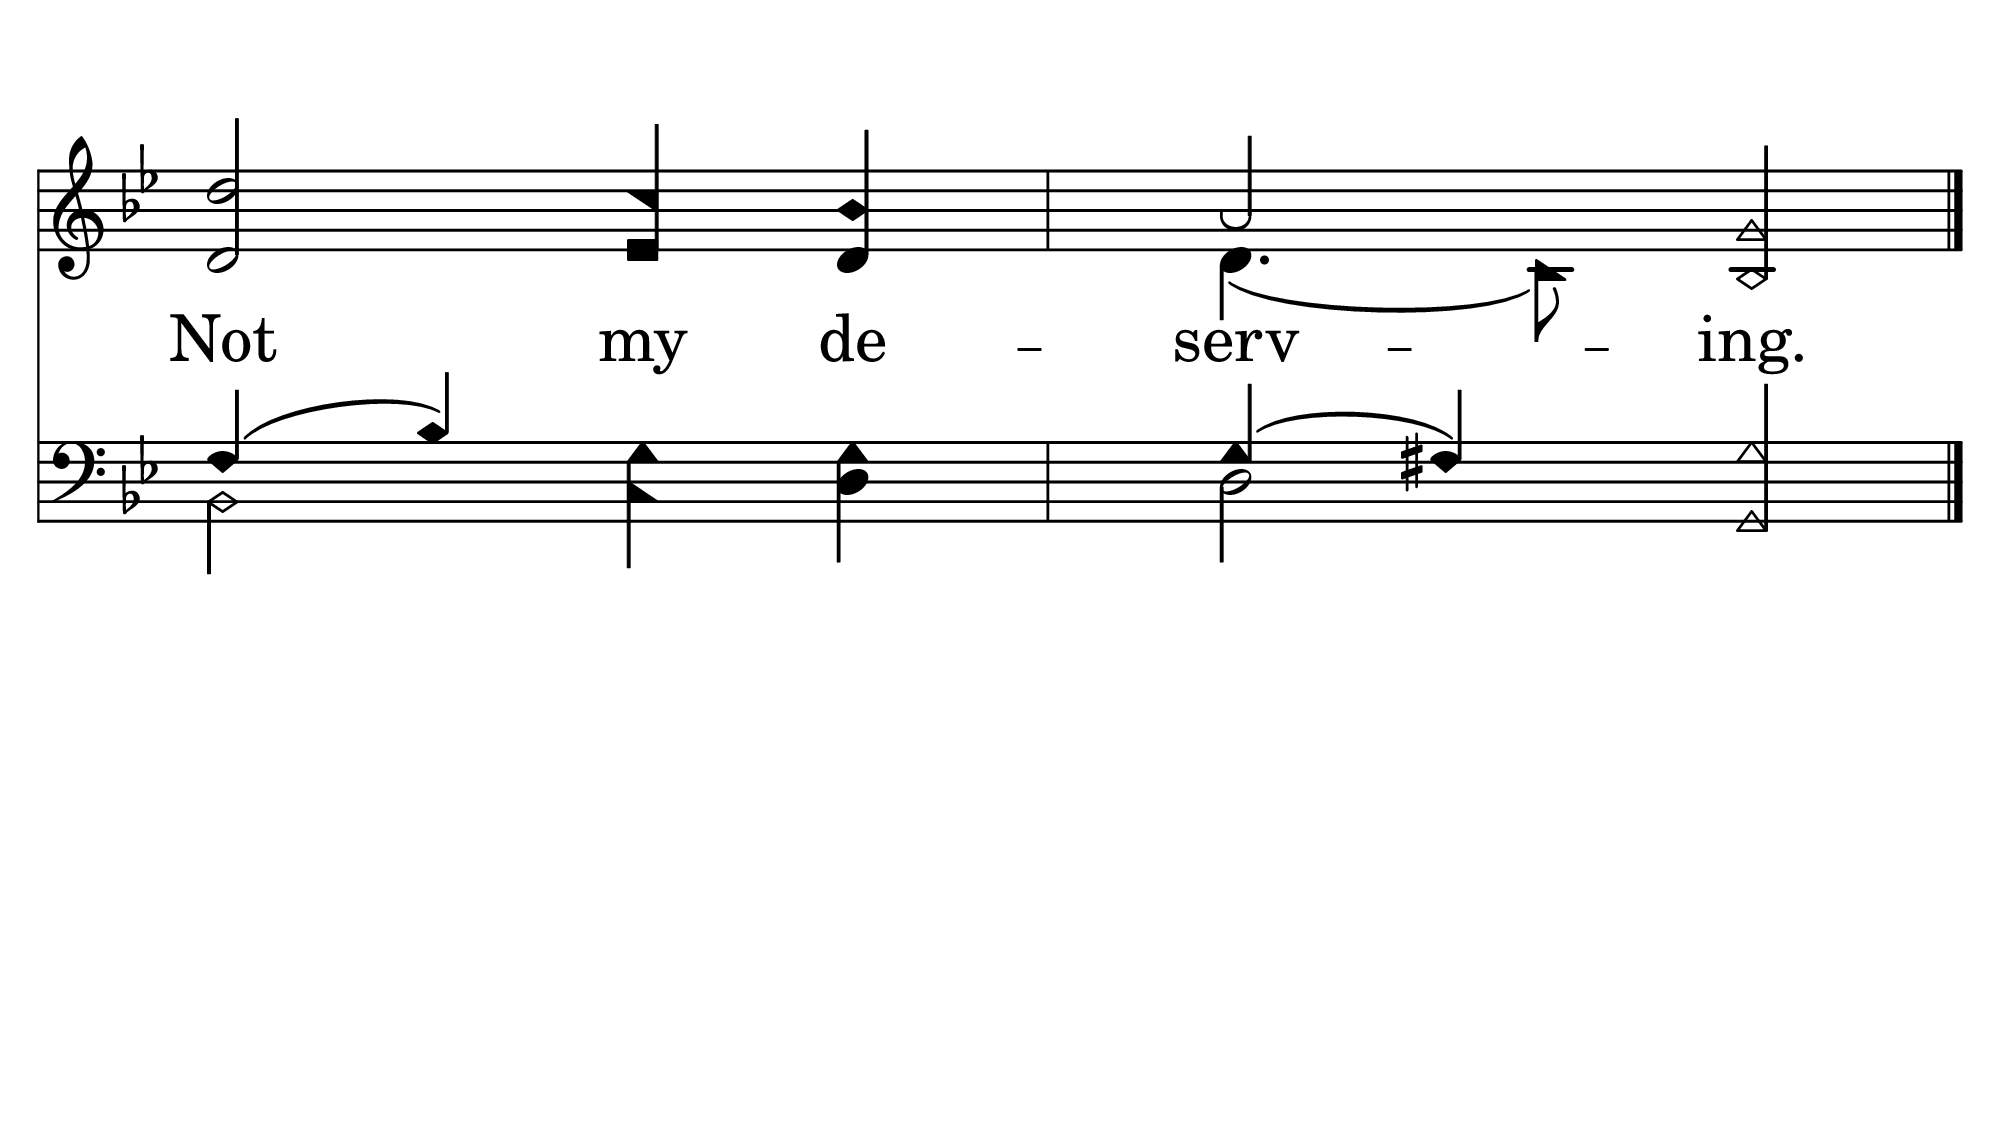 Not my de – serv – – ing.